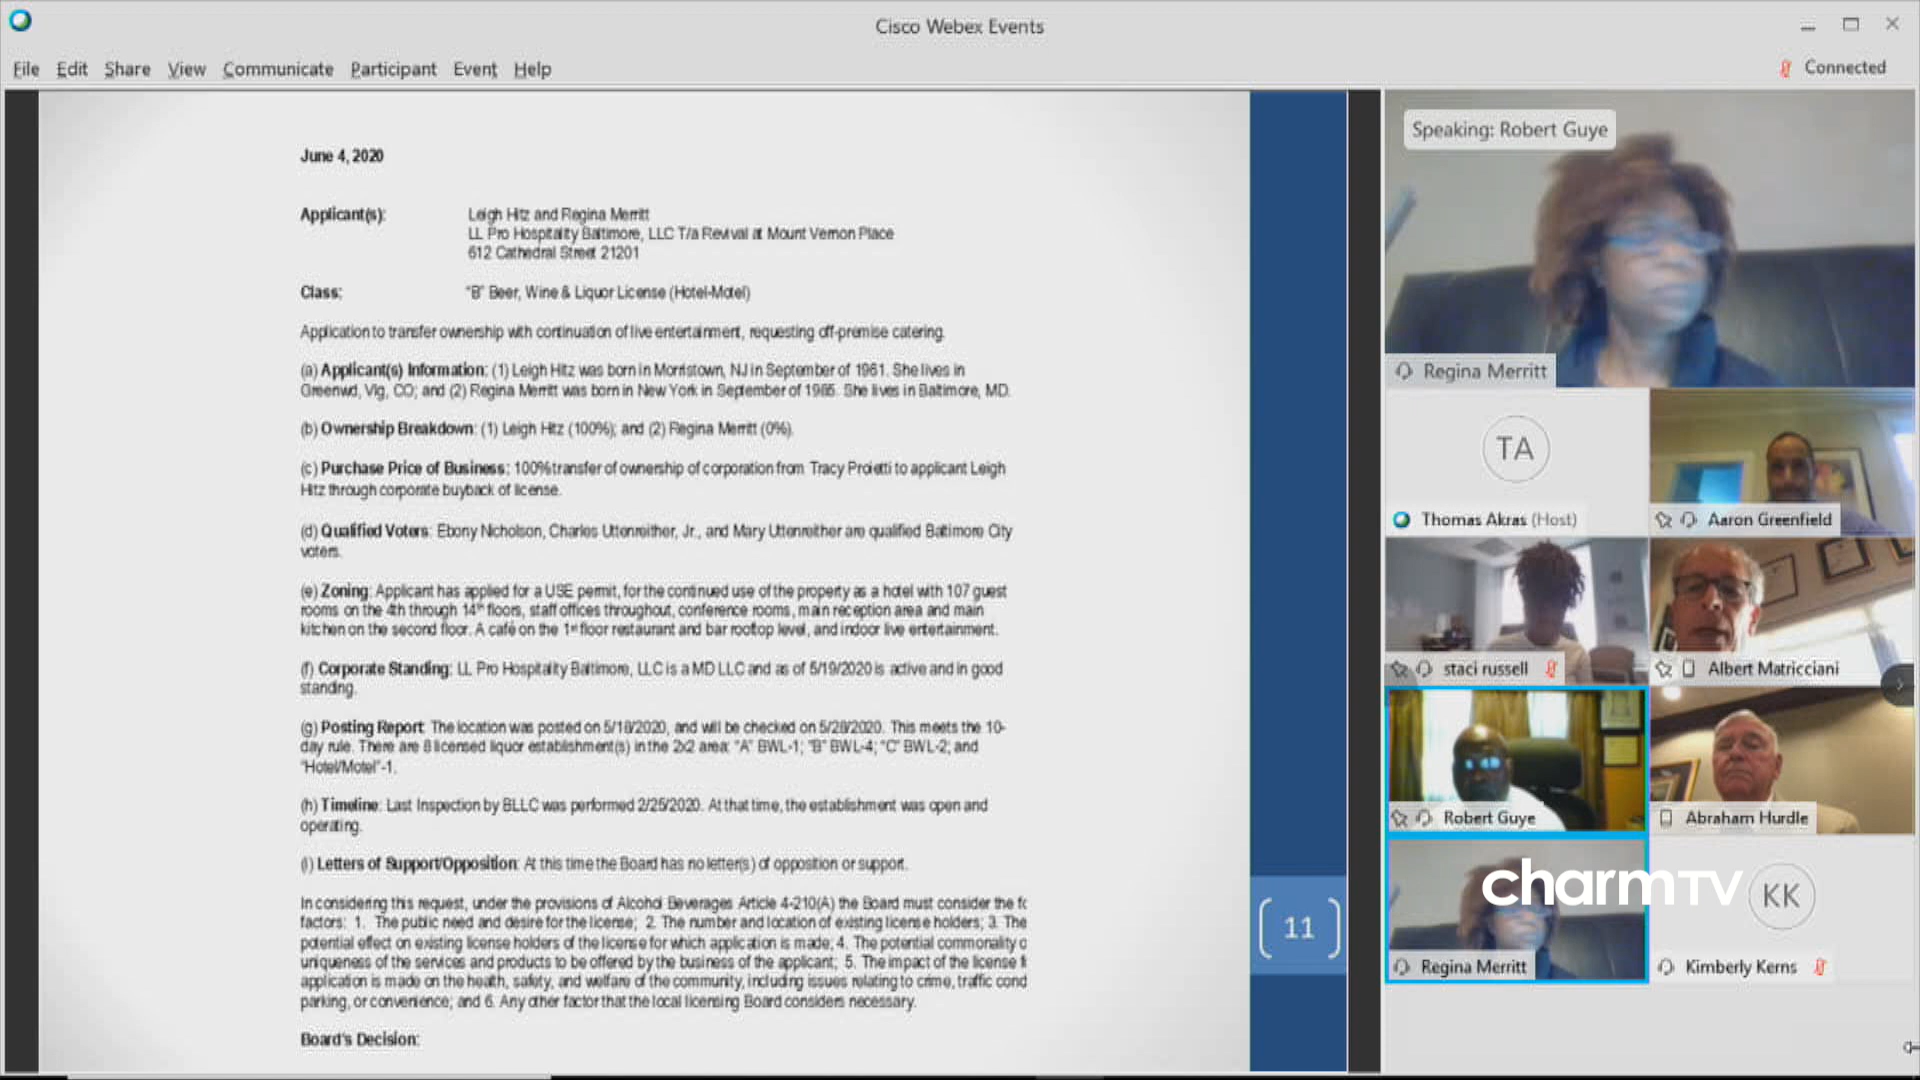 Cisco Webex Events
File Edit Share View Communicate Participant Event Help
Connected
June 4, 2020
Applicant(s): Leigh Hitz and Regina Merritt
LL Pro Hospitality Baltimore, LLC T/a Revival at Mount Vernon Place
612 Cathedral Street 21201
Class: "B" Beer, Wine & Liquor License (Hotel-Motel)
Application to transfer ownership with continuation of live entertainment, requesting off-premise catering.
(a) Applicant(s) Information: (1) Leigh Hitz was born in Morristown, NJ in September of 1961. She lives in
Greenwd, Vlg, CO; and (2) Regina Merritt was born in New York in September of 1965. She lives in Baltimore, MD.
(b) Ownership Breakdown: (1) Leigh Hitz (100%); and (2) Regina Merritt (0%).
(c) Purchase Price of Business: 100% transfer of ownership of corporation from Tracy Proietti to applicant Leigh
Hitz through corporate buyback of license.
(d) Qualified Voters: Ebony Nicholson, Charles Uttenreither, Jr., and Mary Uttenreither are qualified Baltimore City
voters.
(e) Zoning: Applicant has applied for a USE permit, for the continued use of the property as a hotel with 107 guest
rooms on the 4th through 14th floors, staff offices throughout, conference rooms, main reception area and main
kitchen on the second floor. A café on the 1st floor restaurant and bar rooftop level, and indoor live entertainment.
(f) Corporate Standing: LL Pro Hospitality Baltimore, LLC is a MD LLC and as of 5/19/2020 is active and in good
standing.
(g) Posting Report: The location was posted on 5/18/2020, and will be checked on 5/28/2020. This meets the 10-
day rule. There are 8 licensed liquor establishment(s) in the 2x2 area: "A" BWL-1; "B" BWL-4; "C" BWL-2; and
"Hotel/Motel"-1.
(h) Timeline: Last Inspection by BLLC was performed 2/25/2020. At that time, the establishment was open and
operating.
(i) Letters of Support/Opposition: At this time the Board has no letter(s) of opposition or support.
In considering this request, under the provisions of Alcohol Beverages Article 4-210(A) the Board must consider the fo
factors: 1. The public need and desire for the license; 2. The number and location of existing license holders; 3. The
potential effect on existing license holders of the license for which application is made; 4. The potential commonality o
uniqueness of the services and products to be offered by the business of the applicant; 5. The impact of the license f
application is made on the health, safety, and welfare of the community, including issues relating to crime, traffic cond
parking, or convenience; and 6. Any other factor that the local licensing Board considers necessary.
Board's Decision:
11
Speaking: Robert Guye
Regina Merritt
TA
Thomas Akras (Host)
Aaron Greenfield
staci russell
Albert Matricciani
Robert Guye
Abraham Hurdle
charmTV
KK
Regina Merritt
Kimberly Kerns